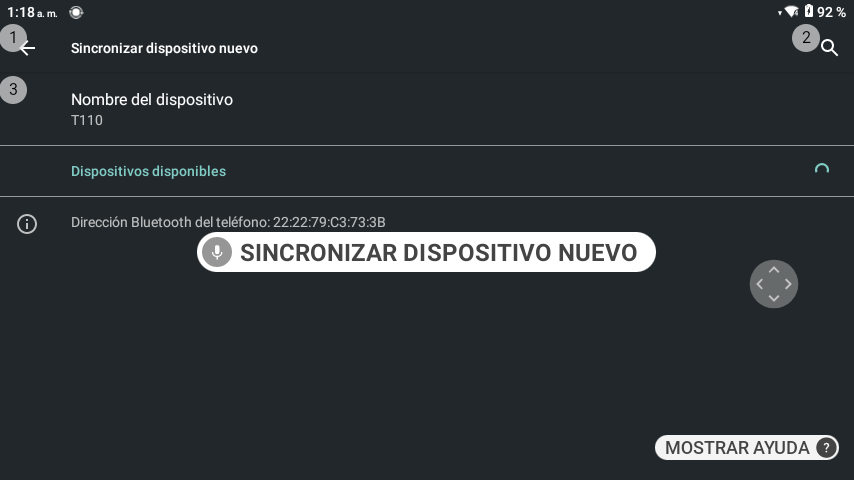 1:18 a. m.
92 %
1
Sincronizar dispositivo nuevo
2
3
Nombre del dispositivo
T110
Dispositivos disponibles
Dirección Bluetooth del teléfono: 22:22:79:C3:73:3B
SINCRONIZAR DISPOSITIVO NUEVO
MOSTRAR AYUDA ?